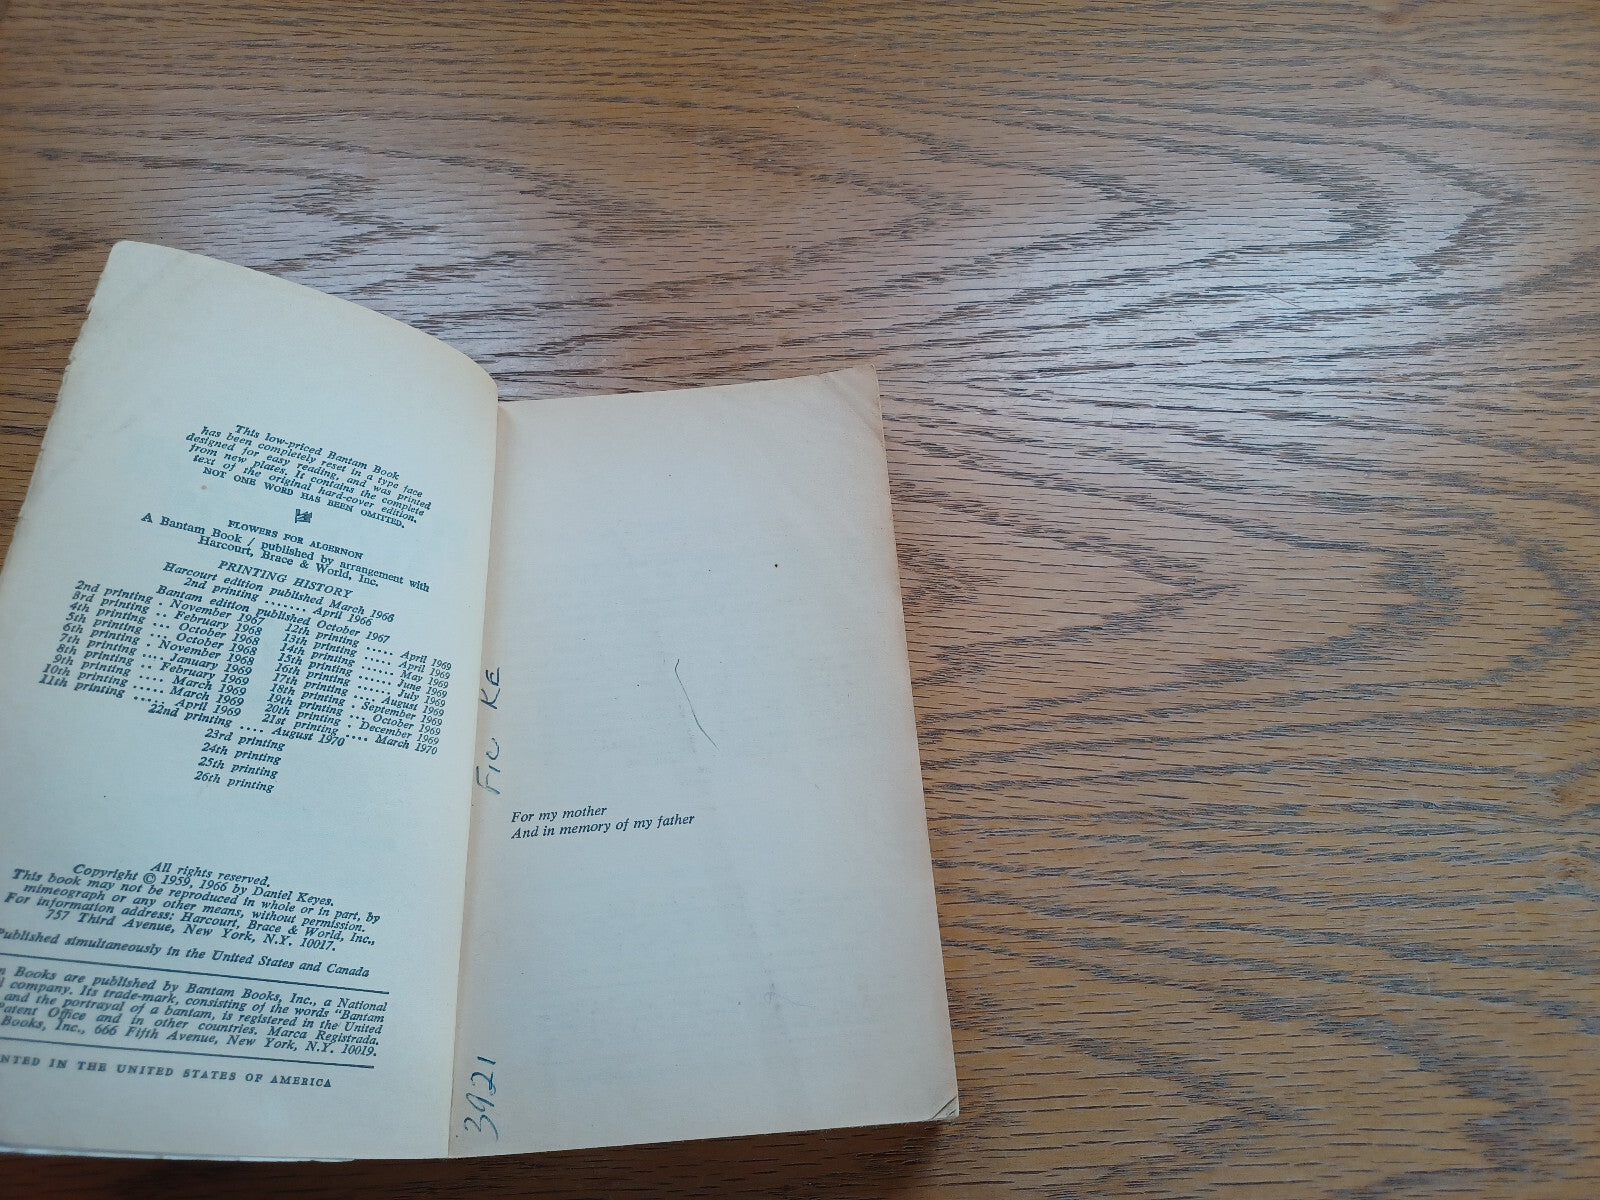 This low-priced Bantam Book
has been completely reset in a type face
designed for easy reading, and was printed
from new plates. It contains the complete
text of the original hard-cover edition.
NOT ONE WORD HAS BEEN OMITTED.
FLOWERS FOR ALGERNON
A Bantam Book / published by arrangement with
Harcourt, Brace & World, Inc.
PRINTING HISTORY
Harcourt edition published March 1966
2nd printing ........ April 1966
Bantam edition published October 1967
2nd printing . November 1967
3rd printing .. February 1968
4th printing ... October 1968
5th printing ... October 1968
6th printing . November 1968
7th printing .... January 1969
8th printing .. February 1969
9th printing ..... March 1969
10th printing ..... March 1969
11th printing ..... April 1969
12th printing ..... April 1969
13th printing ..... April 1969
14th printing ..... May 1969
15th printing ...... June 1969
16th printing ...... July 1969
17th printing .... August 1969
18th printing . September 1969
19th printing ... October 1969
20th printing . December 1969
21st printing .... March 1970
22nd printing .... August 1970
23rd printing
24th printing
25th printing
26th printing
All rights reserved.
Copyright © 1959, 1966 by Daniel Keyes.
This book may not be reproduced in whole or in part, by
mimeograph or any other means, without permission.
For information address: Harcourt, Brace & World, Inc.,
757 Third Avenue, New York, N.Y. 10017.
Published simultaneously in the United States and Canada
Books are published by Bantam Books, Inc., a National
company. Its trade-mark, consisting of the words "Bantam
and the portrayal of a bantam, is registered in the United
Patent Office and in other countries. Marca Registrada.
Books, Inc., 666 Fifth Avenue, New York, N.Y. 10019.
PRINTED IN THE UNITED STATES OF AMERICA
KE
3921
For my mother
And in memory of my father